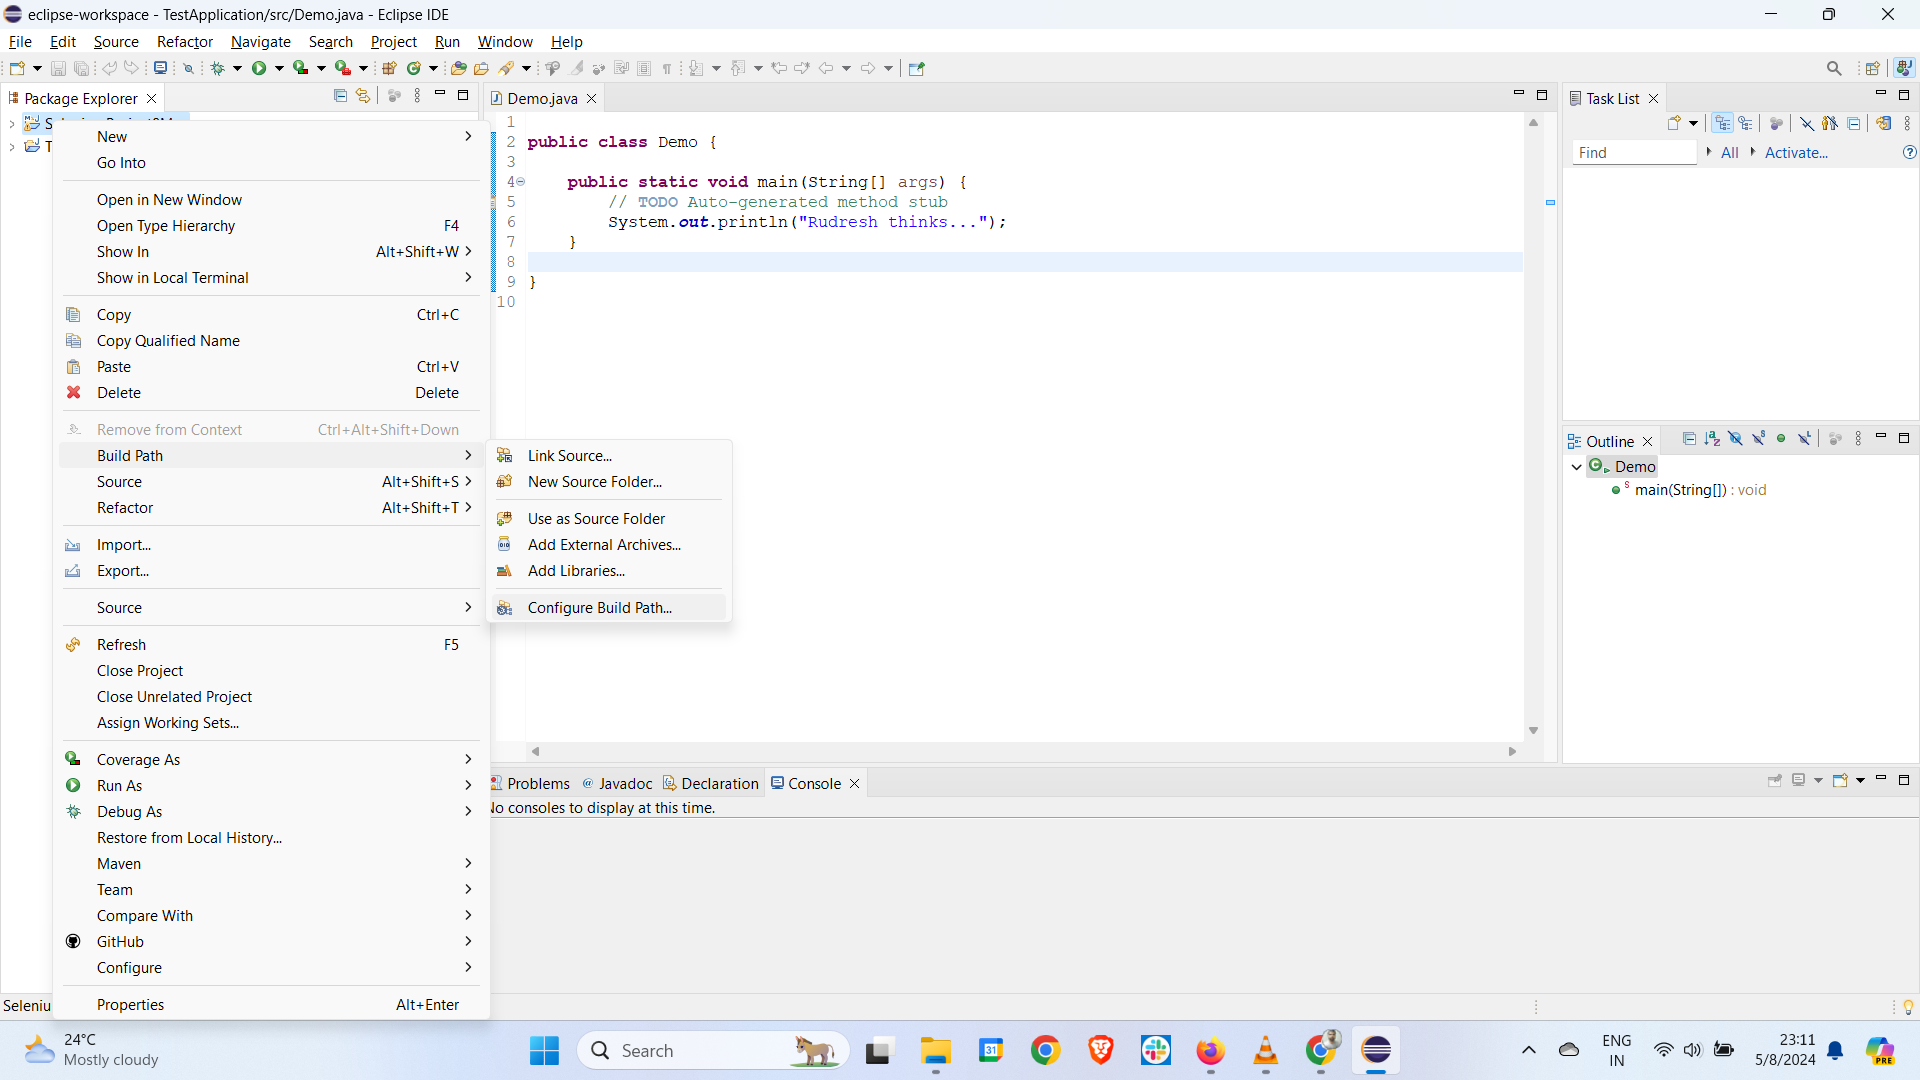 eclipse-workspace - TestApplication/src/Demo.java - Eclipse IDE
File Edit Source Refactor Navigate Search Project Run Window Help
Package Explorer
New
Go Into
Open in New Window
Open Type Hierarchy F4
Show In Alt+Shift+W
Show in Local Terminal
Copy Ctrl+C
Copy Qualified Name
Paste Ctrl+V
Delete Delete
Remove from Context Ctrl+Alt+Shift+Down
Build Path
Source Alt+Shift+S
Refactor Alt+Shift+T
Import...
Export...
Source
Refresh F5
Close Project
Close Unrelated Project
Assign Working Sets...
Coverage As
Run As
Debug As
Restore from Local History...
Maven
Team
Compare With
GitHub
Configure
Properties Alt+Enter
Link Source...
New Source Folder...
Use as Source Folder
Add External Archives...
Add Libraries...
Configure Build Path...
Demo.java
1
2 public class Demo {
3
4 public static void main(String[] args) {
5 // TODO Auto-generated method stub
6 System.out.println("Rudresh thinks...");
7 }
8
9 }
10
Problems Javadoc Declaration Console
No consoles to display at this time.
Task List
Find All Activate...
Outline
Demo
main(String[]) : void
Seleniu
24°C
Mostly cloudy
Search
31
ENG
IN
23:11
5/8/2024
PRE